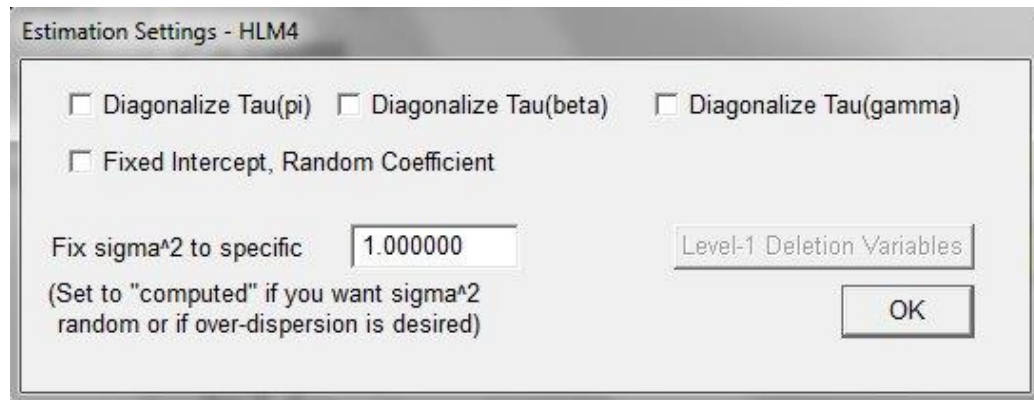 Estimation Settings - HLM4
Diagonalize Tau(pi) Diagonalize Tau(beta) Diagonalize Tau(gamma)
Fixed Intercept, Random Coefficient
Fix sigma^2 to specific 1.000000 Level-1 Deletion Variables
(Set to "computed" if you want sigma^2
random or if over-dispersion is desired)
OK